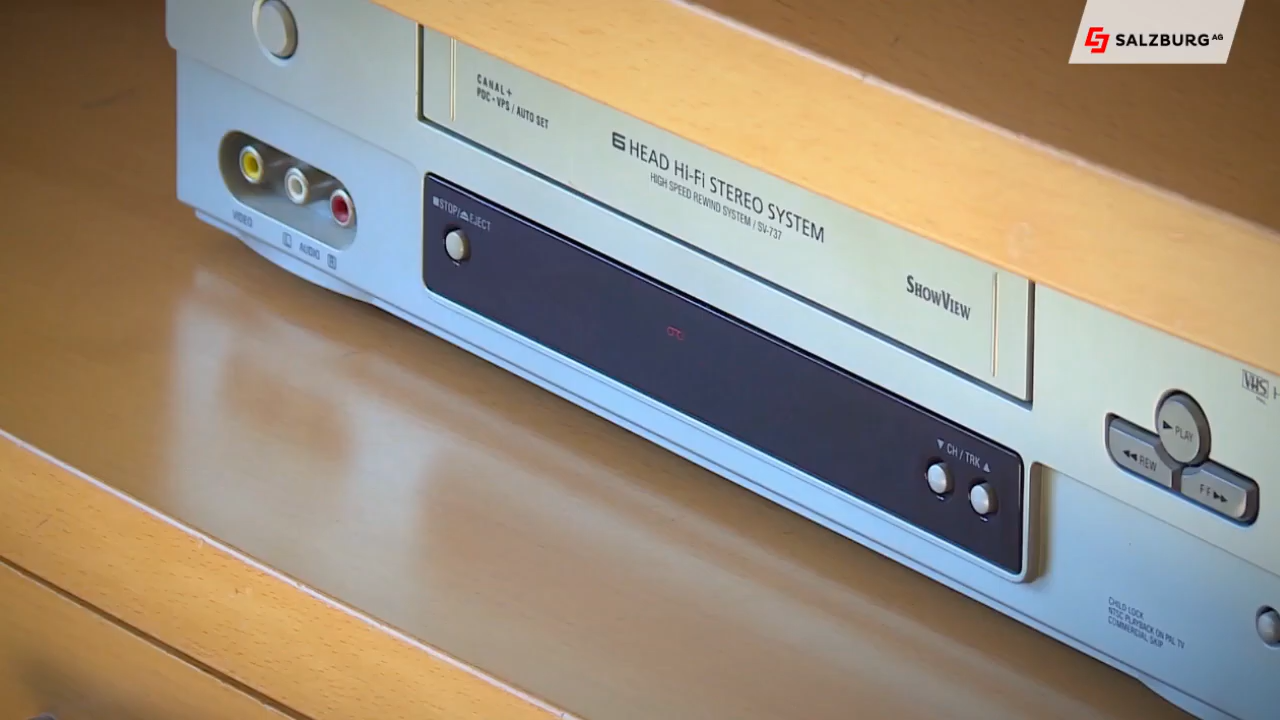 SALZBURG AG
CANAL+
PDC • VPS / AUTO SET
6 HEAD Hi-Fi STEREO SYSTEM
HIGH SPEED REWIND SYSTEM / SV-737
VIDEO
L AUDIO R
■STOP/⏏EJECT
SHOWVIEW
▼ CH / TRK ▲
VHS H
▶ PLAY
◀◀ REW
FF ▶▶
CHILD LOCK
NTSC PLAYBACK ON PAL TV
COMMERCIAL SKIP